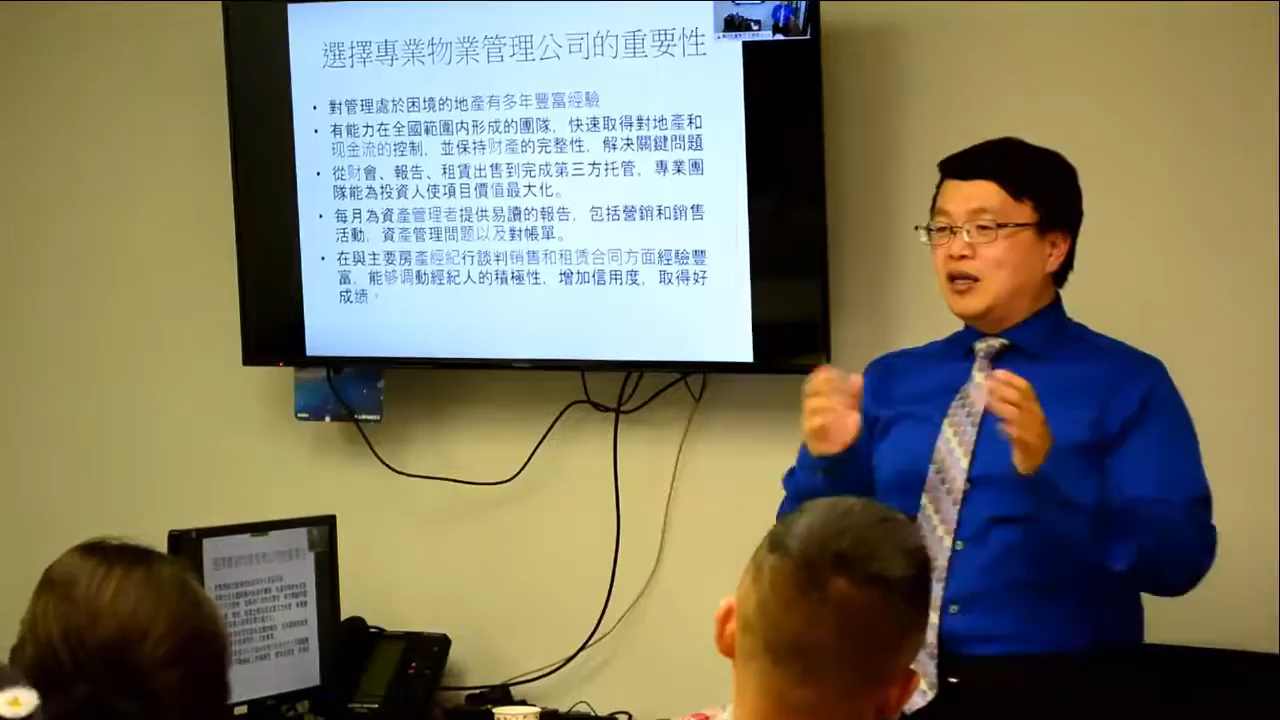 選擇專業物業管理公司的重要性
• 對管理處於困境的地產有多年豐富經驗
• 有能力在全國範圍内形成的團隊，快速取得對地產和
现金流的控制，並保持财產的完整性，解决關鍵問題
• 從财會、報告、租賃出售到完成第三方托管，專業團
隊能為投資人使項目價值最大化。
• 每月為資產管理者提供易讀的報告，包括營銷和銷售
活動，資產管理問题以及對帳單。
• 在與主要房產經紀行談判销售和租赁合同方面經驗豐
富，能够调動經紀人的積極性，增加信用度，取得好
成绩。